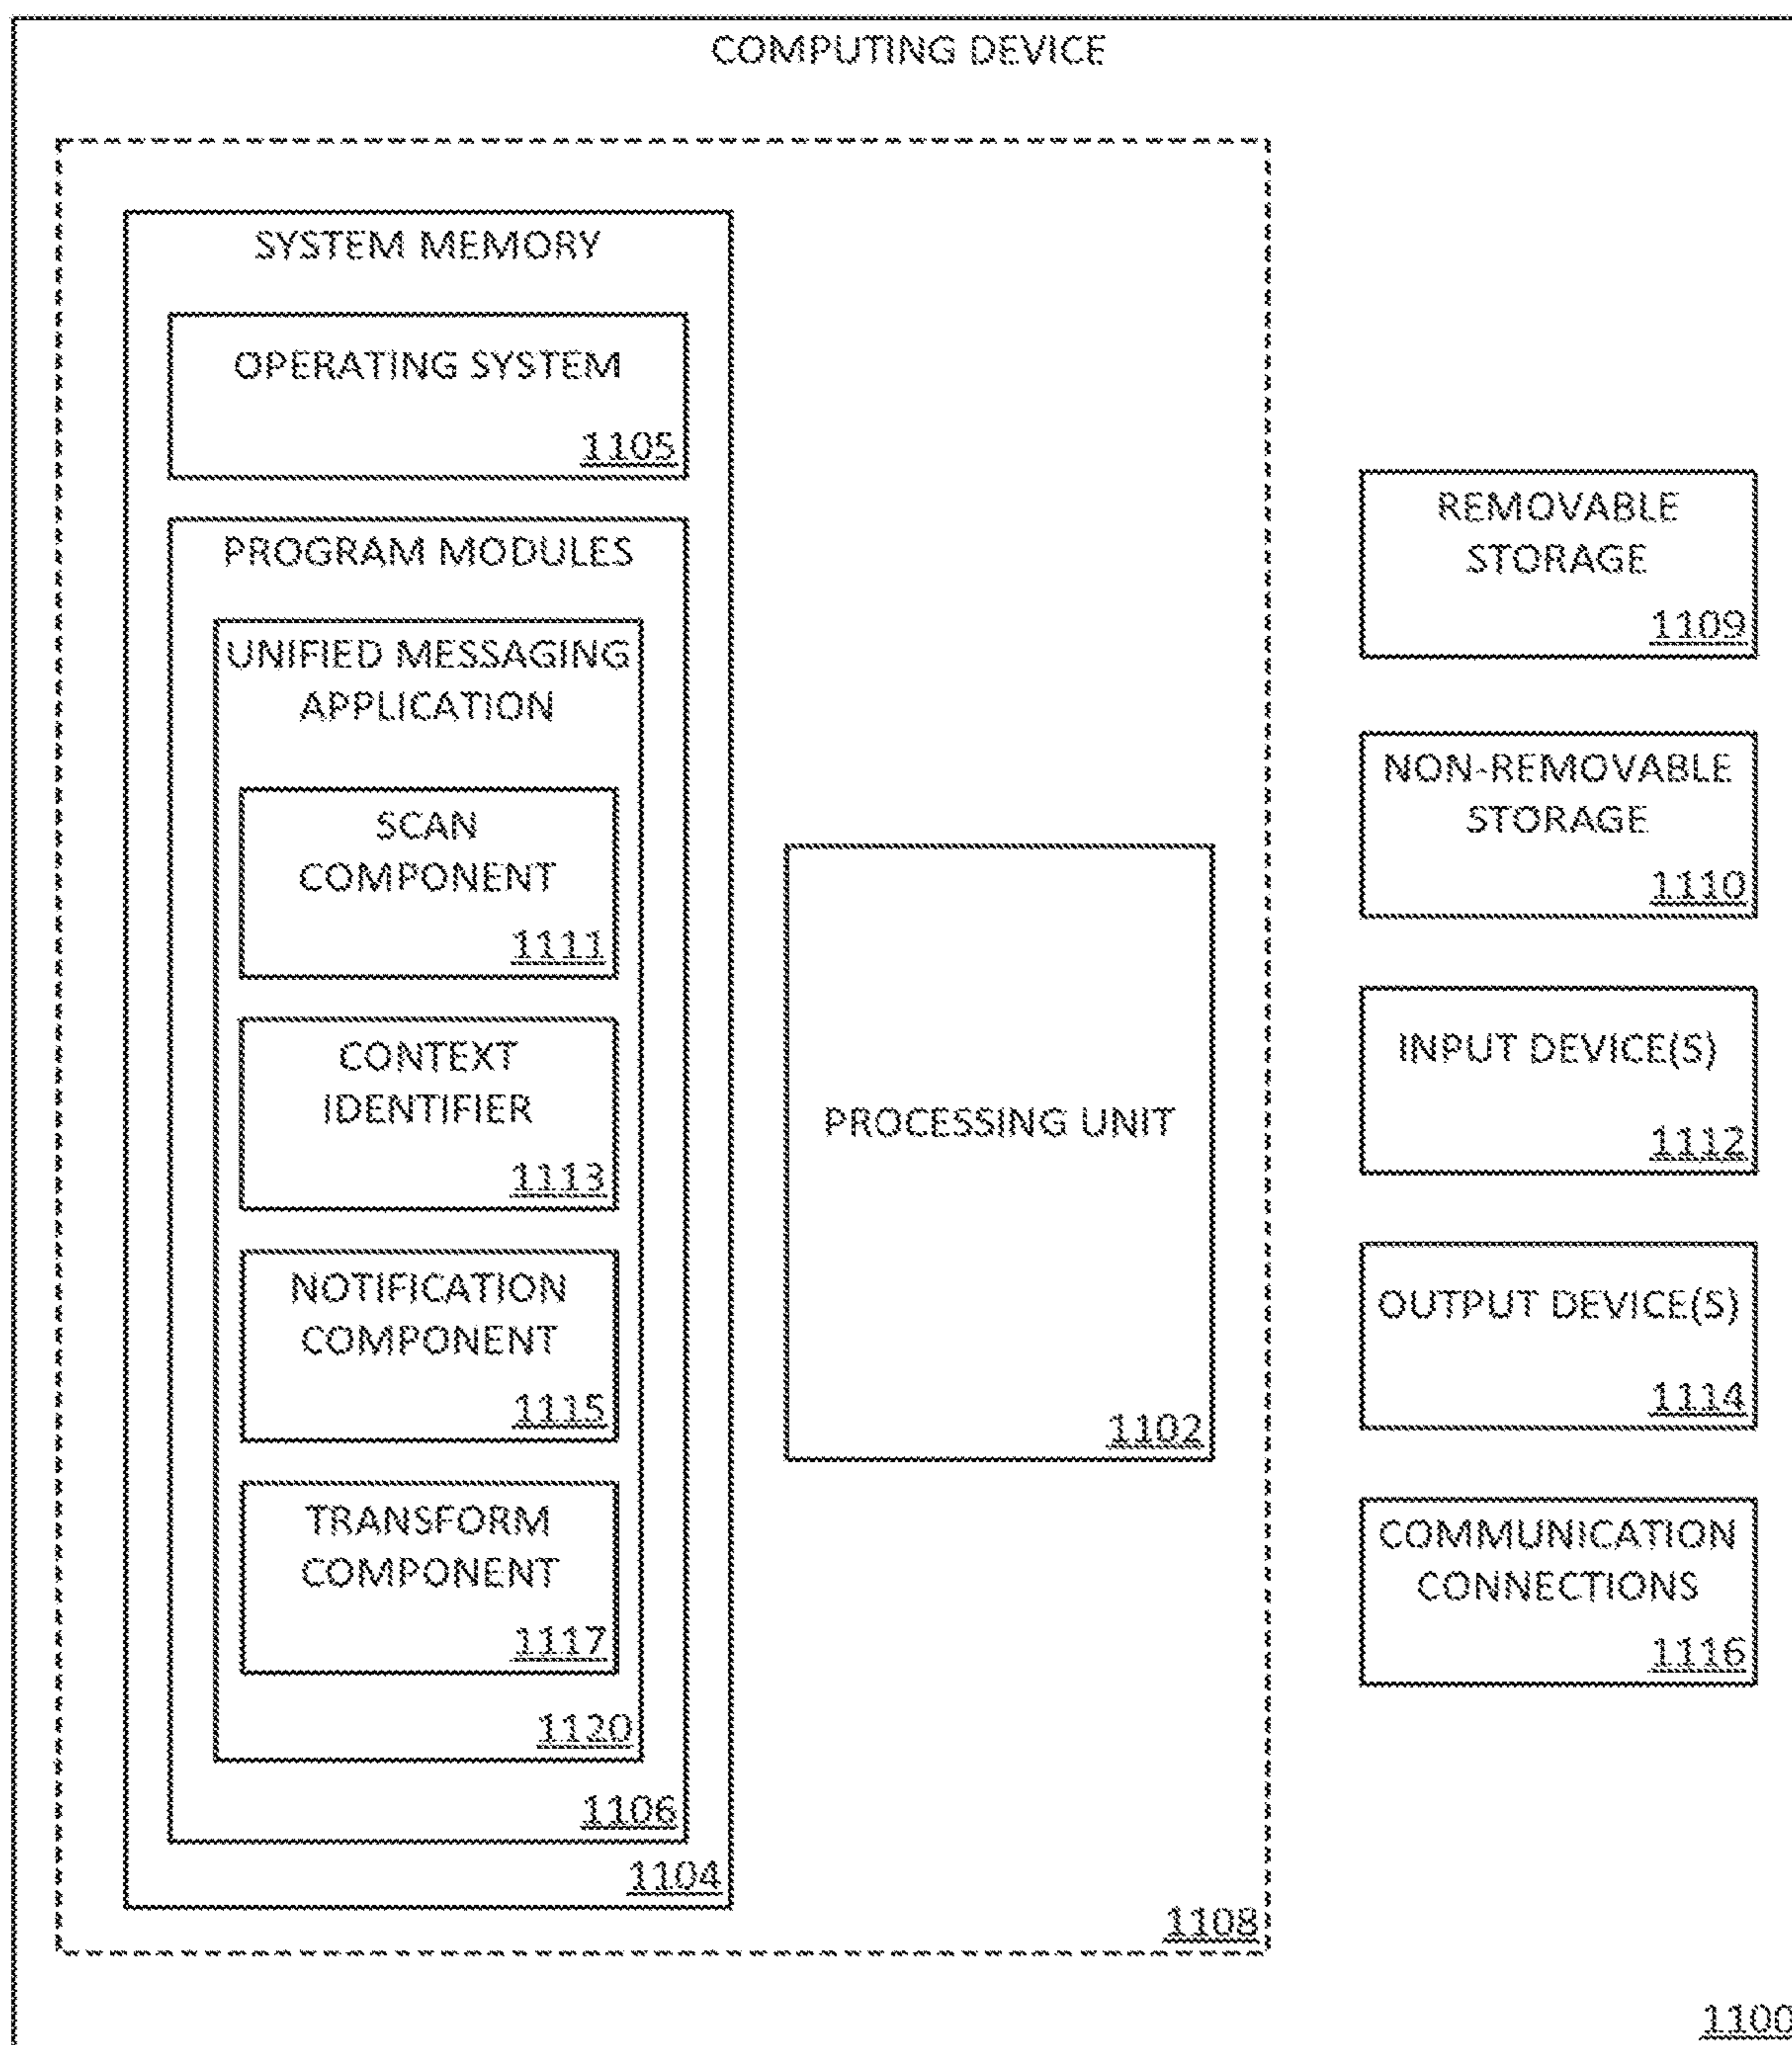 COMPUTING DEVICE
SYSTEM MEMORY
OPERATING SYSTEM
1105
PROGRAM MODULES
UNIFIED MESSAGING
APPLICATION
SCAN
COMPONENT
1111
CONTEXT
IDENTIFIER
1113
NOTIFICATION
COMPONENT
1115
TRANSFORM
COMPONENT
1117
1120
1106
1104
PROCESSING UNIT
1102
1108
REMOVABLE
STORAGE
1109
NON-REMOVABLE
STORAGE
1110
INPUT DEVICE(S)
1112
OUTPUT DEVICE(S)
1114
COMMUNICATION
CONNECTIONS
1116
1100